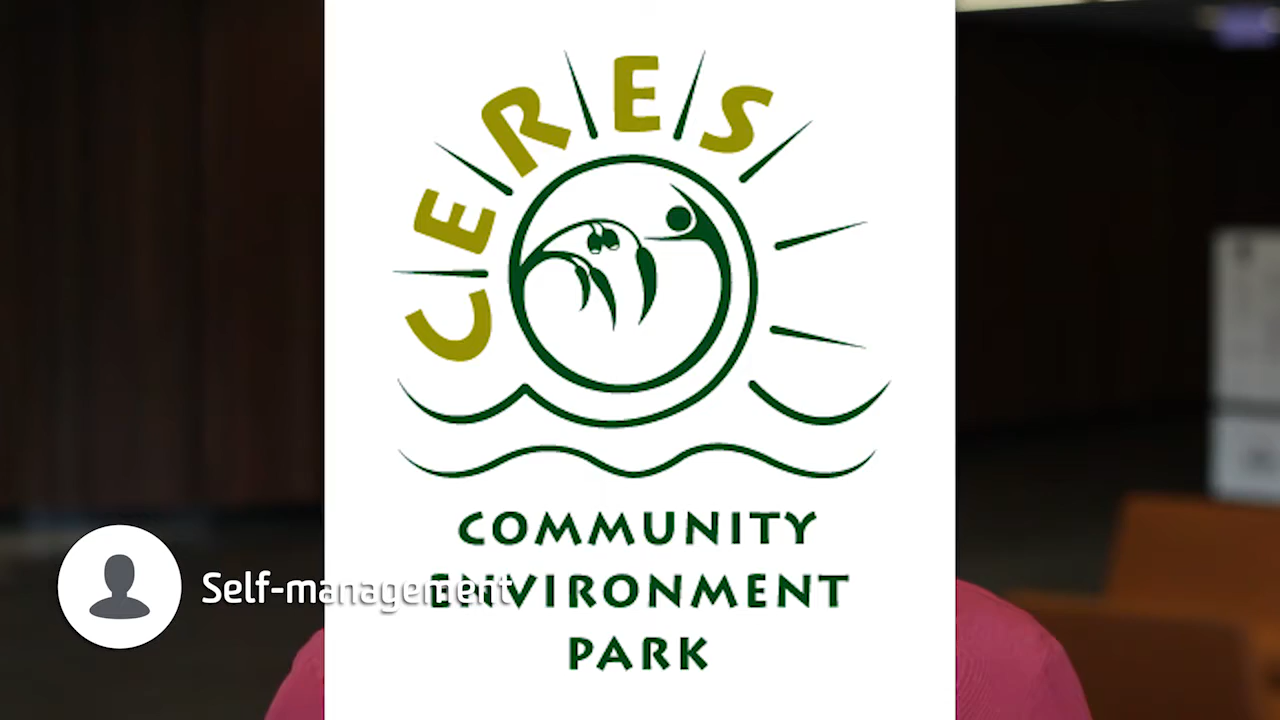 CERES
COMMUNITY
ENVIRONMENT
PARK
Self-management